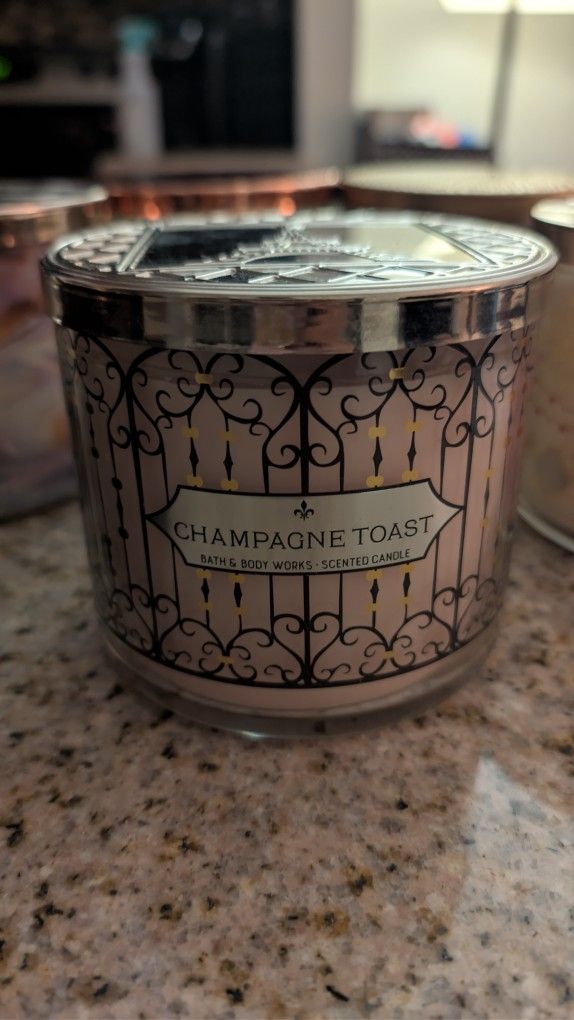 CHAMPAGNE TOAST
BATH & BODY WORKS · SCENTED CANDLE